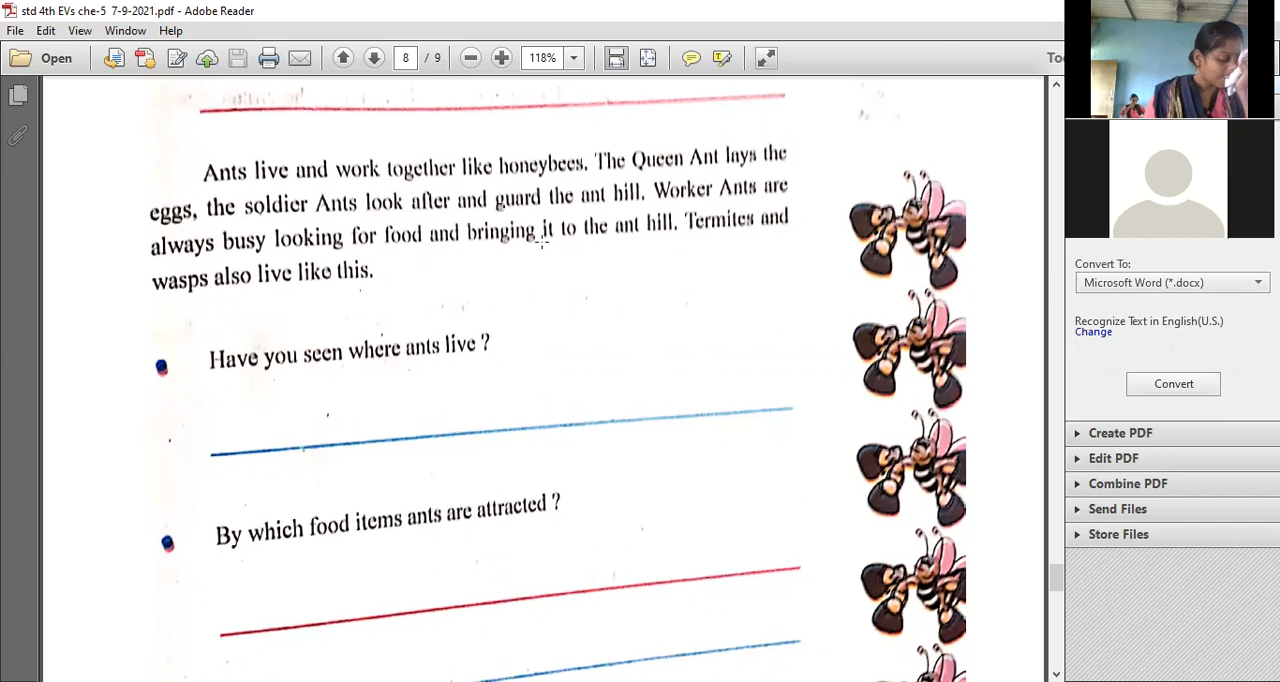 std 4th EVs che-5 7-9-2021.pdf - Adobe Reader
File Edit View Window Help
Open 8 / 9 118%
Ants live and work together like honeybees. The Queen Ant lays the
eggs, the soldier Ants look after and guard the ant hill. Worker Ants are
always busy looking for food and bringing it to the ant hill. Termites and
wasps also live like this.
Have you seen where ants live ?
By which food items ants are attracted ?
Convert To:
Microsoft Word (*.docx)
Recognize Text in English(U.S.)
Change
Convert
Create PDF
Edit PDF
Combine PDF
Send Files
Store Files